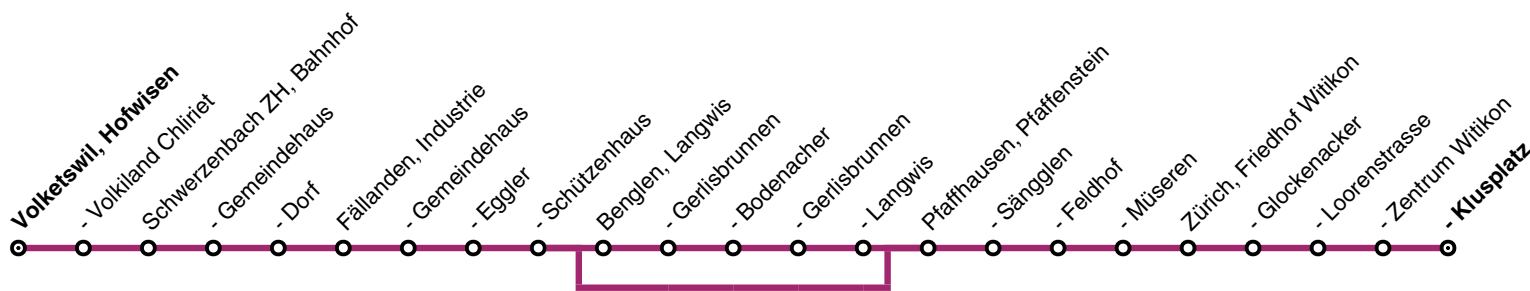 Volketswil, Hofwisen
- Volkiland Chliriet
Schwerzenbach ZH, Bahnhof
- Gemeindehaus
- Dorf
Fällanden, Industrie
- Gemeindehaus
- Eggler
- Schützenhaus
Benglen, Langwis
- Gerlisbrunnen
- Bodenacher
- Gerlisbrunnen
- Langwis
Pfaffhausen, Pfaffenstein
- Sängglen
- Feldhof
- Müseren
Zürich, Friedhof Witikon
- Glockenacker
- Loorenstrasse
- Zentrum Witikon
- Klusplatz